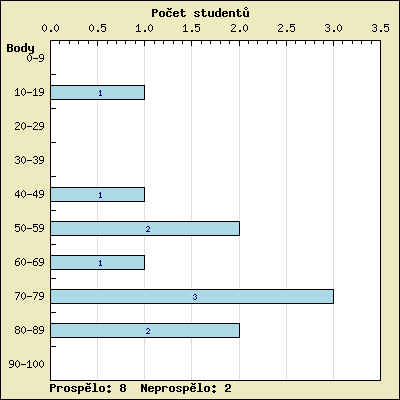 Počet studentů
0.0 0.5 1.0 1.5 2.0 2.5 3.0 3.5
Body
0-9
10-19 1
20-29
30-39
40-49 1
50-59 2
60-69 1
70-79 3
80-89 2
90-100
Prospělo: 8 Neprospělo: 2